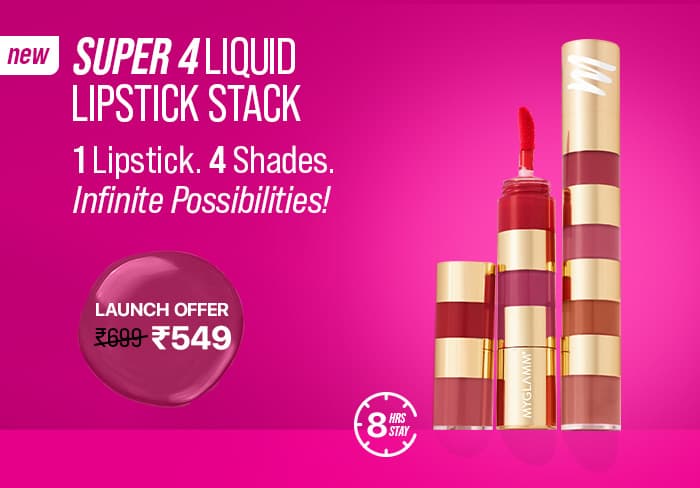 new
SUPER 4 LIQUID
LIPSTICK STACK
1 Lipstick. 4 Shades.
Infinite Possibilities!
LAUNCH OFFER
₹699 ₹549
8 HRS
STAY
MYGLAMM